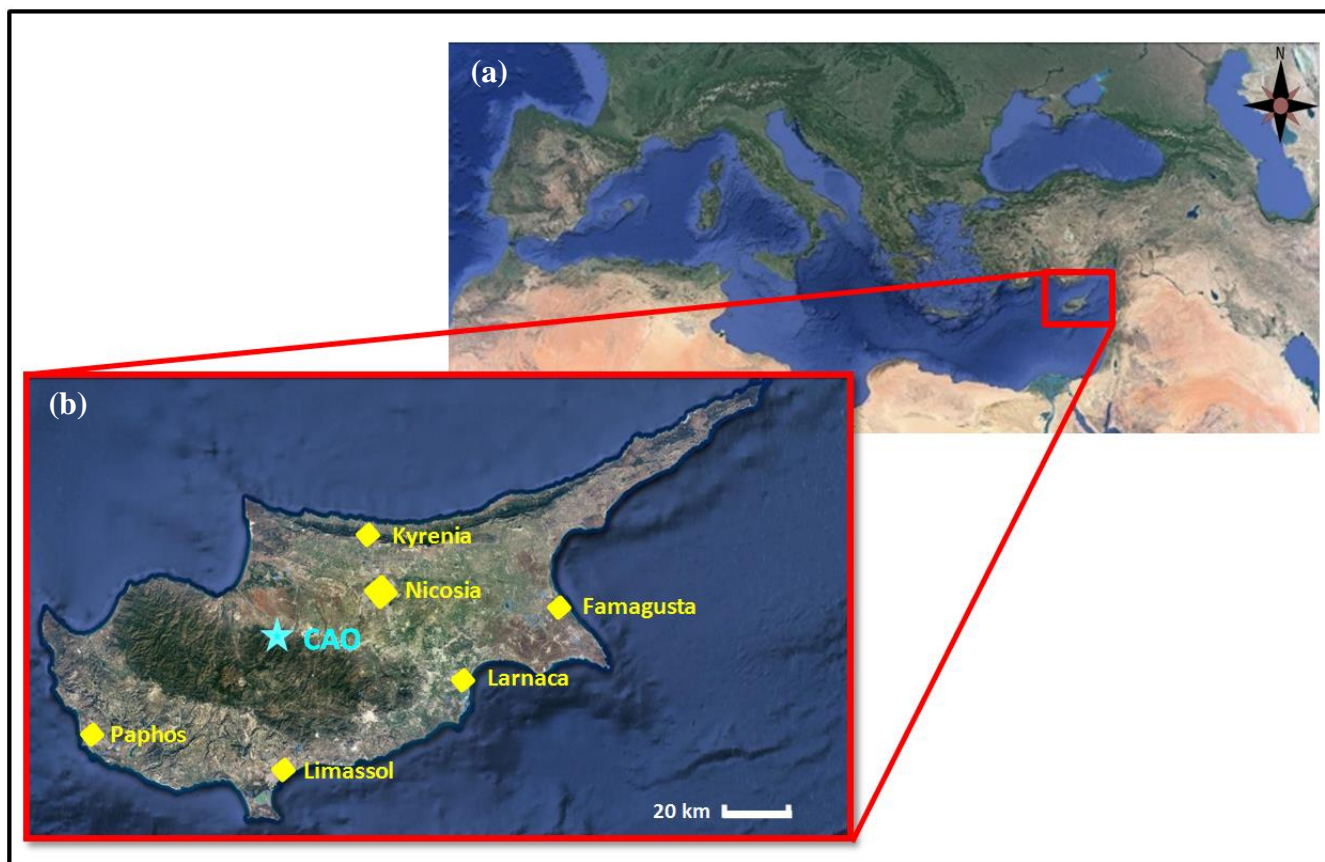 (a)
N
(b)
Kyrenia
Nicosia
Famagusta
CAO
Larnaca
Paphos
Limassol
20 km